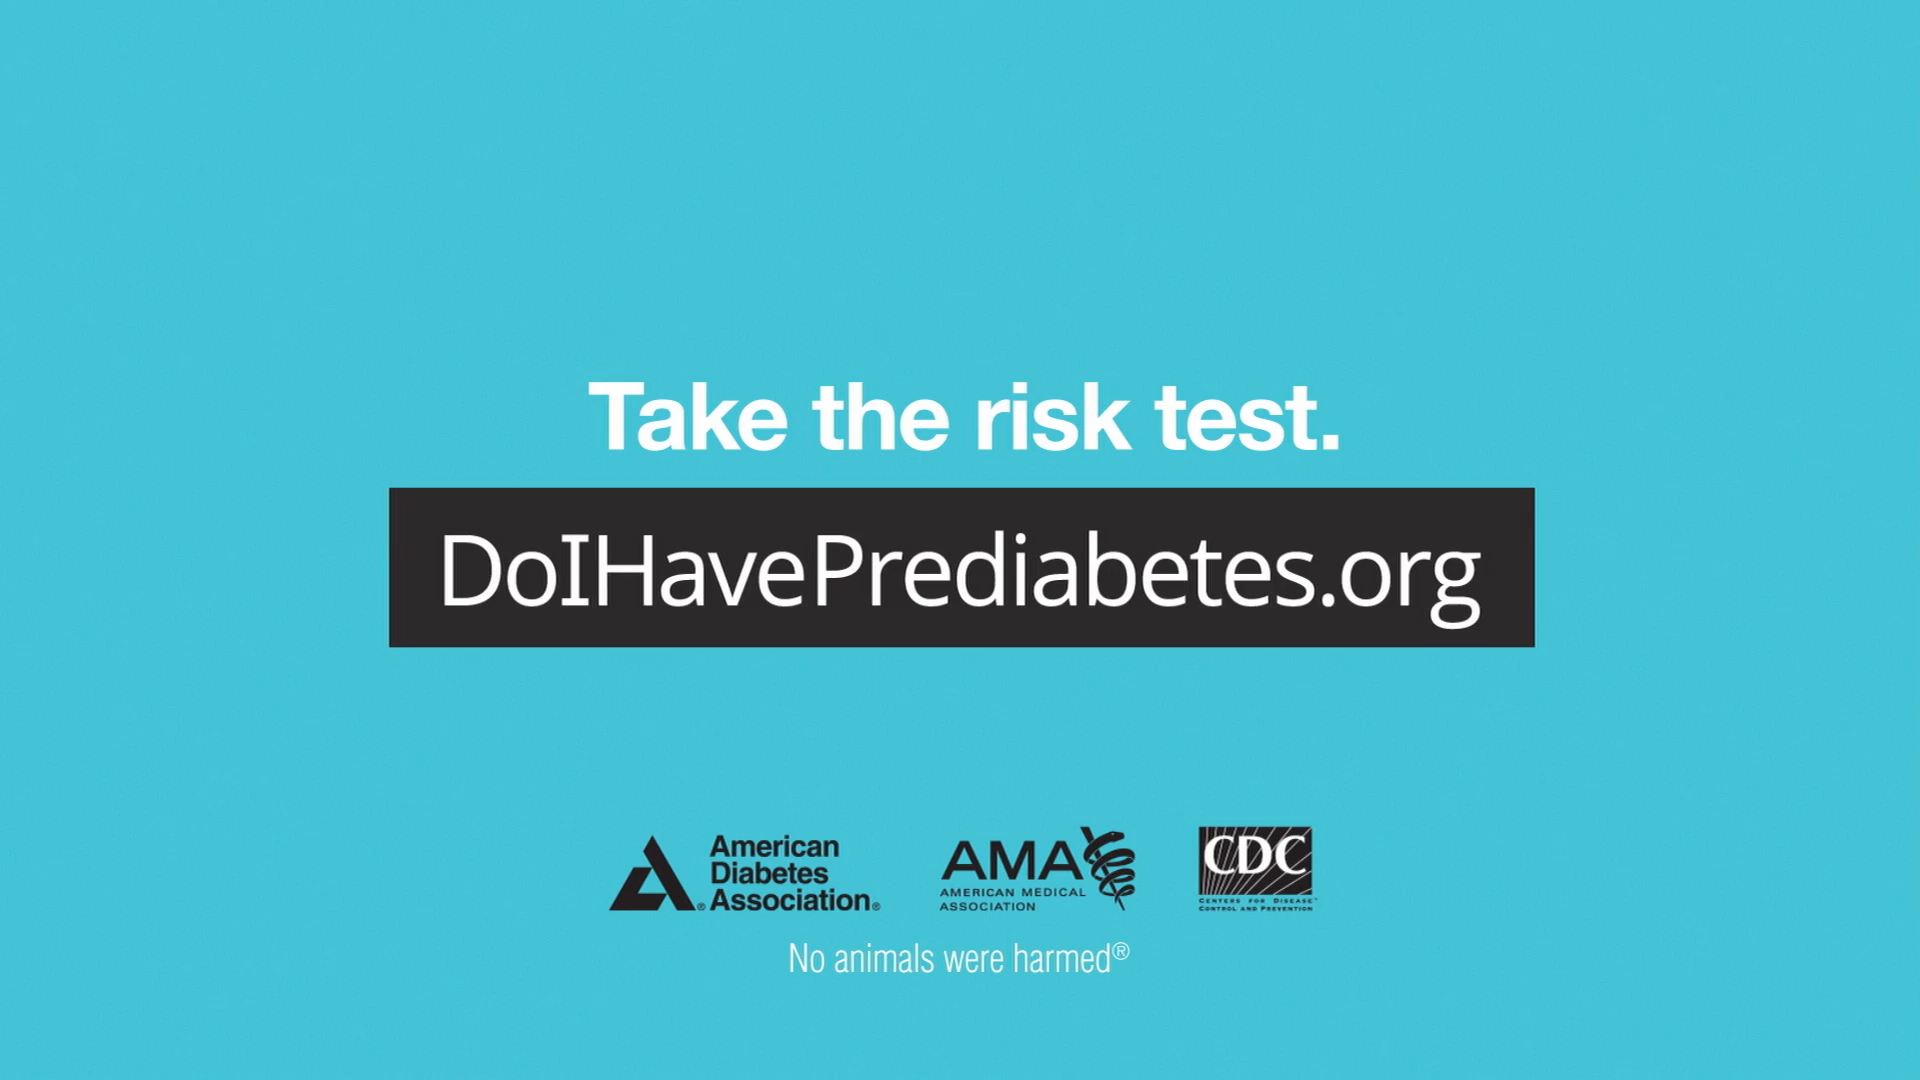 Take the risk test.
DoIHavePrediabetes.org
American
Diabetes
Association®
AMA
AMERICAN MEDICAL
ASSOCIATION
CDC
CENTERS FOR DISEASE™
CONTROL AND PREVENTION
No animals were harmed®